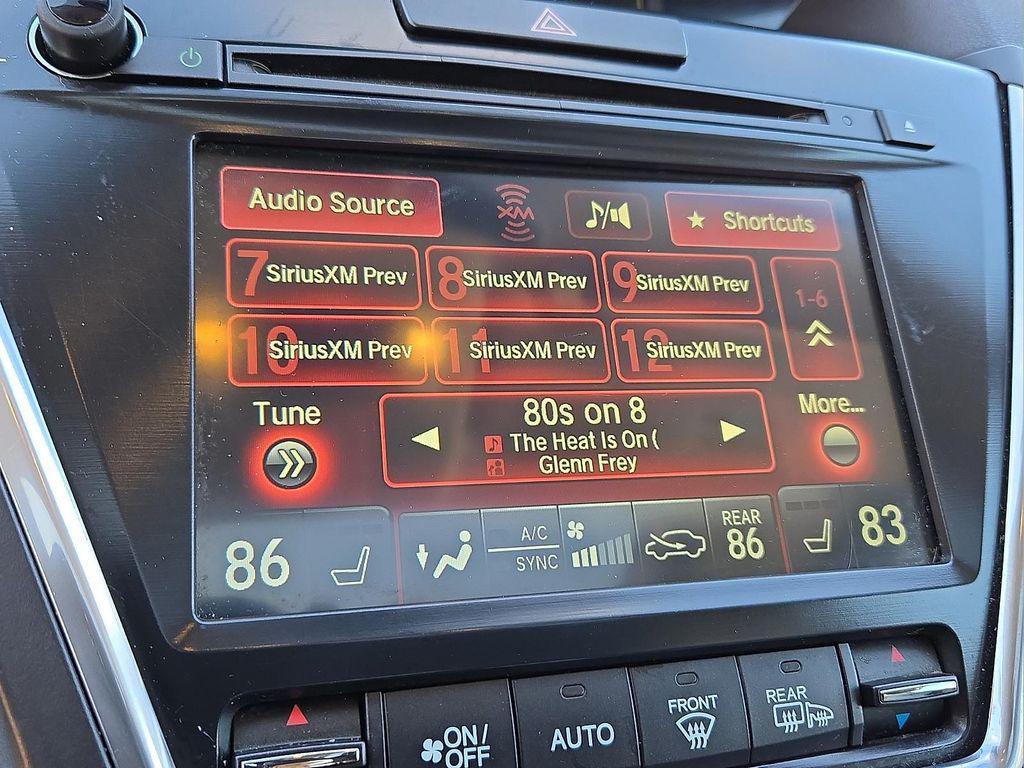 Audio Source
XM
Shortcuts
7 SiriusXM Prev
8 SiriusXM Prev
9 SiriusXM Prev
1-6
10 SiriusXM Prev
11 SiriusXM Prev
12 SiriusXM Prev
Tune
80s on 8
The Heat Is On (
Glenn Frey
More...
86
A/C
SYNC
REAR
86
83
ON/
OFF
AUTO
FRONT
REAR